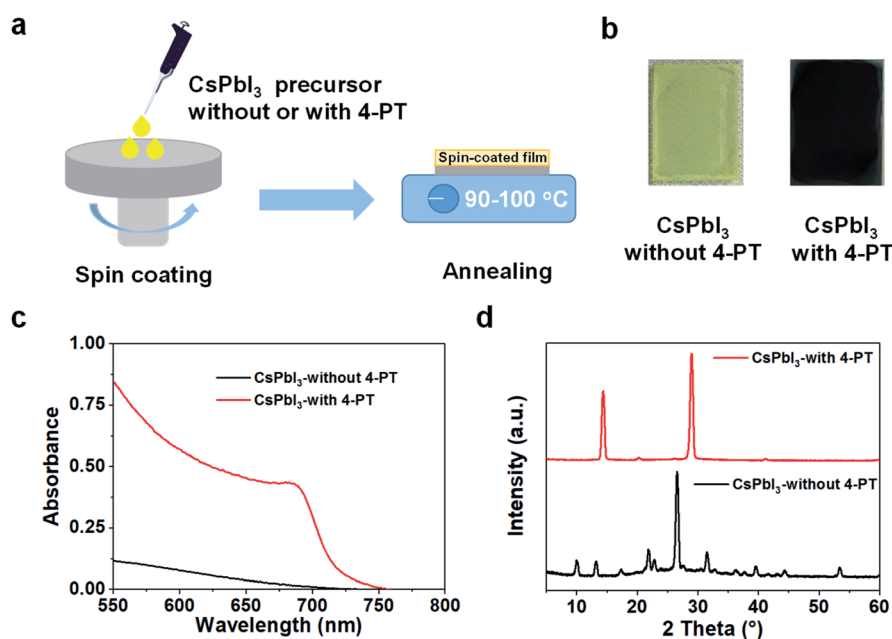 a
CsPbI₃ precursor
without or with 4-PT
Spin-coated film
90-100 °C
Spin coating
Annealing
b
CsPbI₃
without 4-PT
CsPbI₃
with 4-PT
c
1.00
0.75
0.50
0.25
0.00
Absorbance
CsPbI₃-without 4-PT
CsPbI₃-with 4-PT
550 600 650 700 750 800
Wavelength (nm)
d
Intensity (a.u.)
CsPbI₃-with 4-PT
CsPbI₃-without 4-PT
10 20 30 40 50 60
2 Theta (°)